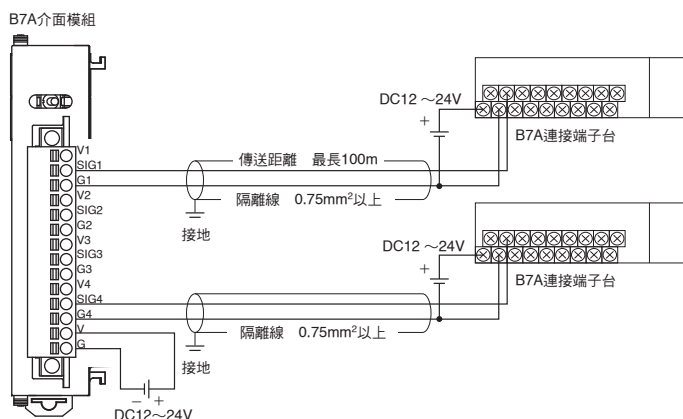 B7A介面模組
DC12～24V
+
B7A連接端子台
V1
SIG1
G1
V2
SIG2
G2
V3
SIG3
G3
V4
SIG4
G4
V
G
傳送距離 最長100m
隔離線 0.75mm²以上
接地
DC12～24V
+
B7A連接端子台
隔離線 0.75mm²以上
接地
− +
DC12～24V